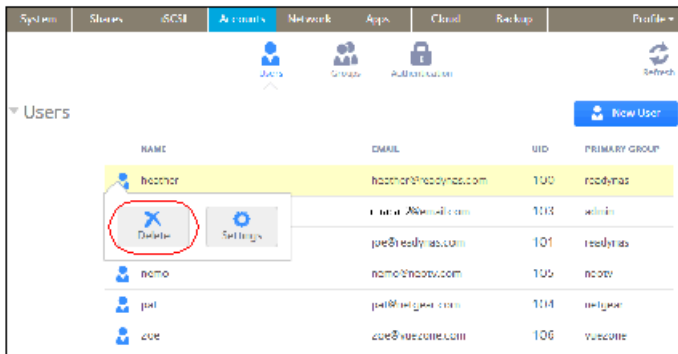 System Shares iSCSI Accounts Network Apps Cloud Backup Profile
Users Groups Authentication Refresh
Users
New User
NAME EMAIL UID PRIMARY GROUP
heather heather@readynas.com 100 readynas
103 admin
Delete Settings
joe@readynas.com 101 readynas
nemo nemo@neotv.com 105 neotv
pat pat@netgear.com 104 netgear
zoe zoe@vuezone.com 106 vuezone